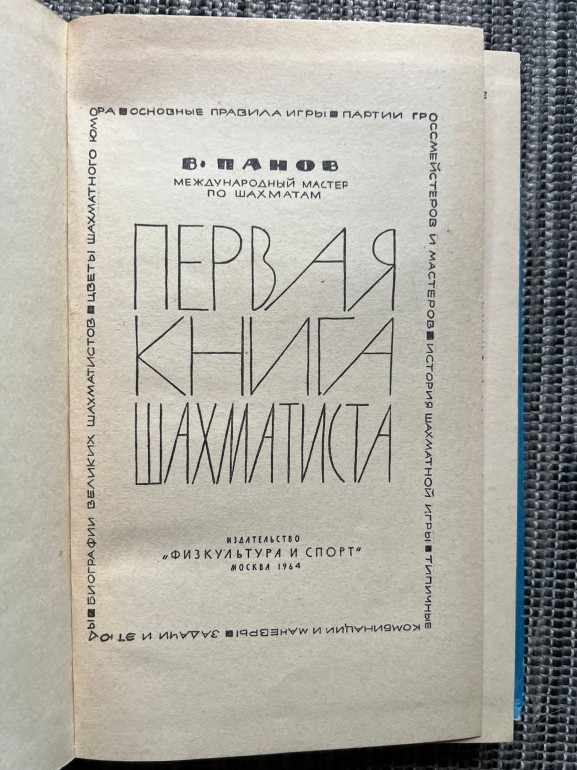 ОСНОВНЫЕ ПРАВИЛА ИГРЫ ■ ПАРТИИ ГРОССМЕЙСТЕРОВ И МАСТЕРОВ ■ ИСТОРИЯ ШАХМАТНОЙ ИГРЫ ■ ТИПИЧНЫЕ КОМБИНАЦИИ И МАНЕВРЫ ■ ЗАДАЧИ И ЭТЮДЫ ■ БИОГРАФИИ ВЕЛИКИХ ШАХМАТИСТОВ ■ ЦВЕТЫ ШАХМАТНОГО ЮМОРА ■
В. ПАНОВ
МЕЖДУНАРОДНЫЙ МАСТЕР
ПО ШАХМАТАМ
ПЕРВАЯ
КНИГА
ШАХМАТИСТА
ИЗДАТЕЛЬСТВО
„ФИЗКУЛЬТУРА И СПОРТ“
МОСКВА 1964